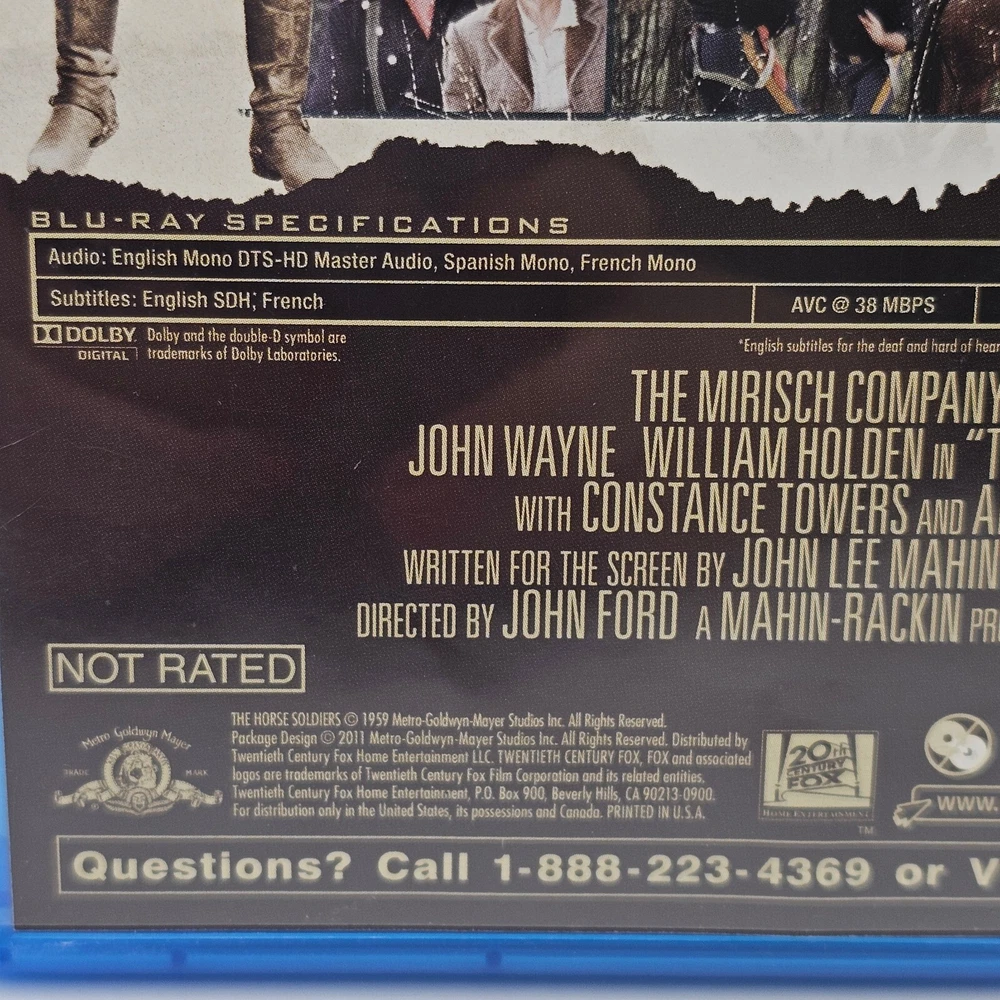 BLU-RAY SPECIFICATIONS
Audio: English Mono DTS-HD Master Audio, Spanish Mono, French Mono
Subtitles: English SDH*, French
AVC @ 38 MBPS
DOLBY
DIGITAL
Dolby and the double-D symbol are
trademarks of Dolby Laboratories.
*English subtitles for the deaf and hard of hear
THE MIRISCH COMPANY
JOHN WAYNE WILLIAM HOLDEN IN “T
WITH CONSTANCE TOWERS AND A
WRITTEN FOR THE SCREEN BY JOHN LEE MAHIN
DIRECTED BY JOHN FORD A MAHIN-RACKIN PR
NOT RATED
Metro Goldwyn Mayer
TRADE MARK
THE HORSE SOLDIERS © 1959 Metro-Goldwyn-Mayer Studios Inc. All Rights Reserved.
Package Design © 2011 Metro-Goldwyn-Mayer Studios Inc. All Rights Reserved. Distributed by
Twentieth Century Fox Home Entertainment LLC. TWENTIETH CENTURY FOX, FOX and associated
logos are trademarks of Twentieth Century Fox Film Corporation and its related entities.
Twentieth Century Fox Home Entertainment, P.O. Box 900, Beverly Hills, CA 90213-0900.
For distribution only in the United States, its possessions and Canada. PRINTED IN U.S.A.
20th
CENTURY
FOX
HOME ENTERTAINMENT
TM
www.
Questions? Call 1-888-223-4369 or V